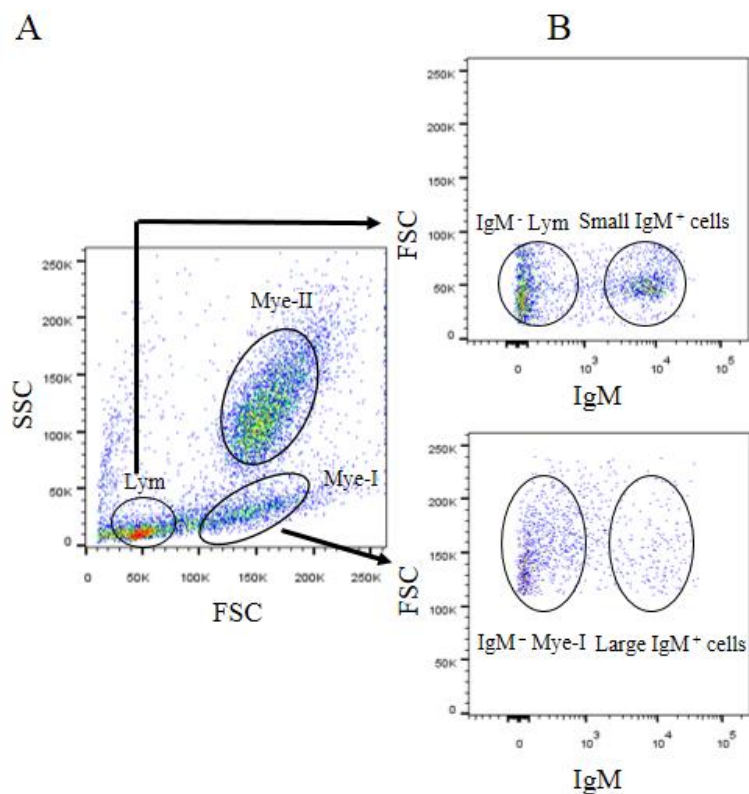 A
B
250K
200K
150K
100K
50K
0
FSC
IgM⁻ Lym
Small IgM⁺ cells
0
10³
10⁴
10⁵
IgM
250K
200K
150K
100K
50K
0
SSC
Mye-II
Lym
Mye-I
0
50K
100K
150K
200K
250K
FSC
250K
200K
150K
100K
50K
0
FSC
IgM⁻ Mye-I
Large IgM⁺ cells
0
10³
10⁴
10⁵
IgM